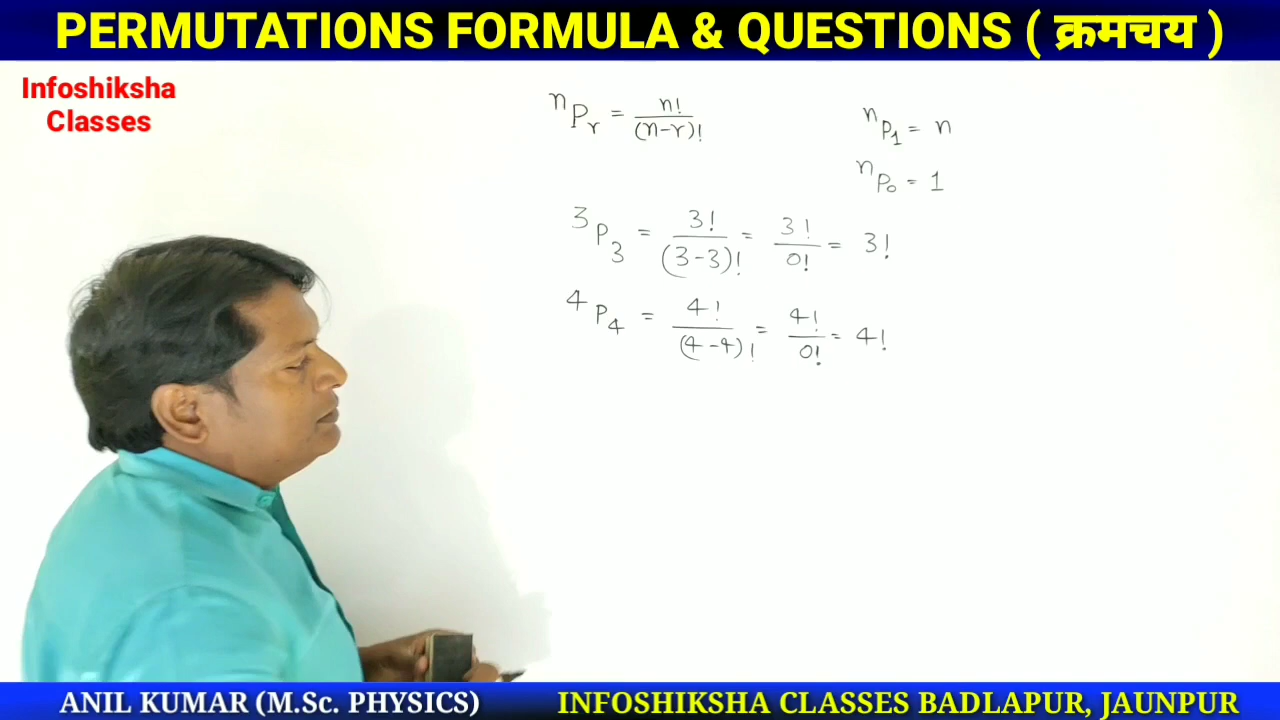 PERMUTATIONS FORMULA & QUESTIONS ( क्रमचय )
Infoshiksha
Classes
ⁿPᵣ = n!/(n-r)!
ⁿP₁ = n
ⁿP₀ = 1
³P₃ = 3!/(3-3)! = 3!/0! = 3!
⁴P₄ = 4!/(4-4)! = 4!/0! = 4!
ANIL KUMAR (M.Sc. PHYSICS)
INFOSHIKSHA CLASSES BADLAPUR, JAUNPUR